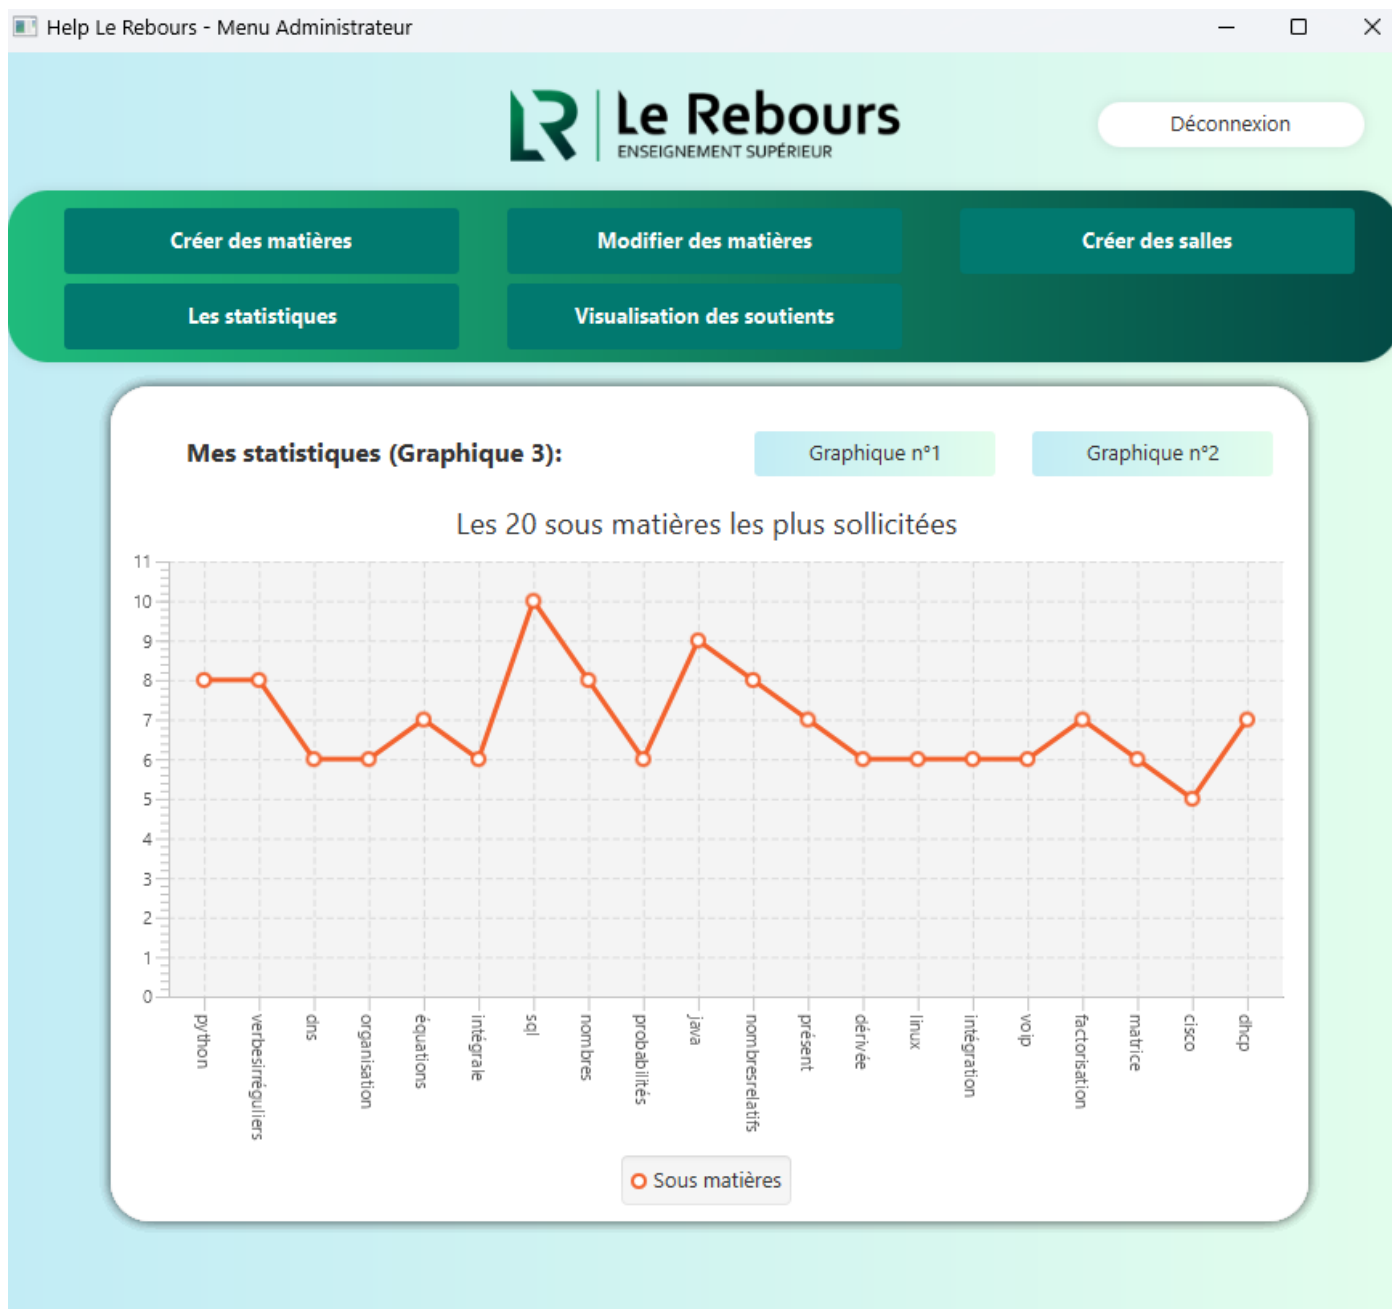 Help Le Rebours - Menu Administrateur
LR Le Rebours
ENSEIGNEMENT SUPÉRIEUR
Déconnexion
Créer des matières
Modifier des matières
Créer des salles
Les statistiques
Visualisation des soutients
Mes statistiques (Graphique 3):
Graphique n°1
Graphique n°2
Les 20 sous matières les plus sollicitées
11
10
9
8
7
6
5
4
3
2
1
0
python
verbesirréguliers
dns
organisation
équations
intégrale
sql
nombres
probabilités
java
nombresrelatifs
présent
dérivée
linux
intégration
voip
factorisation
matrice
cisco
dhcp
Sous matières